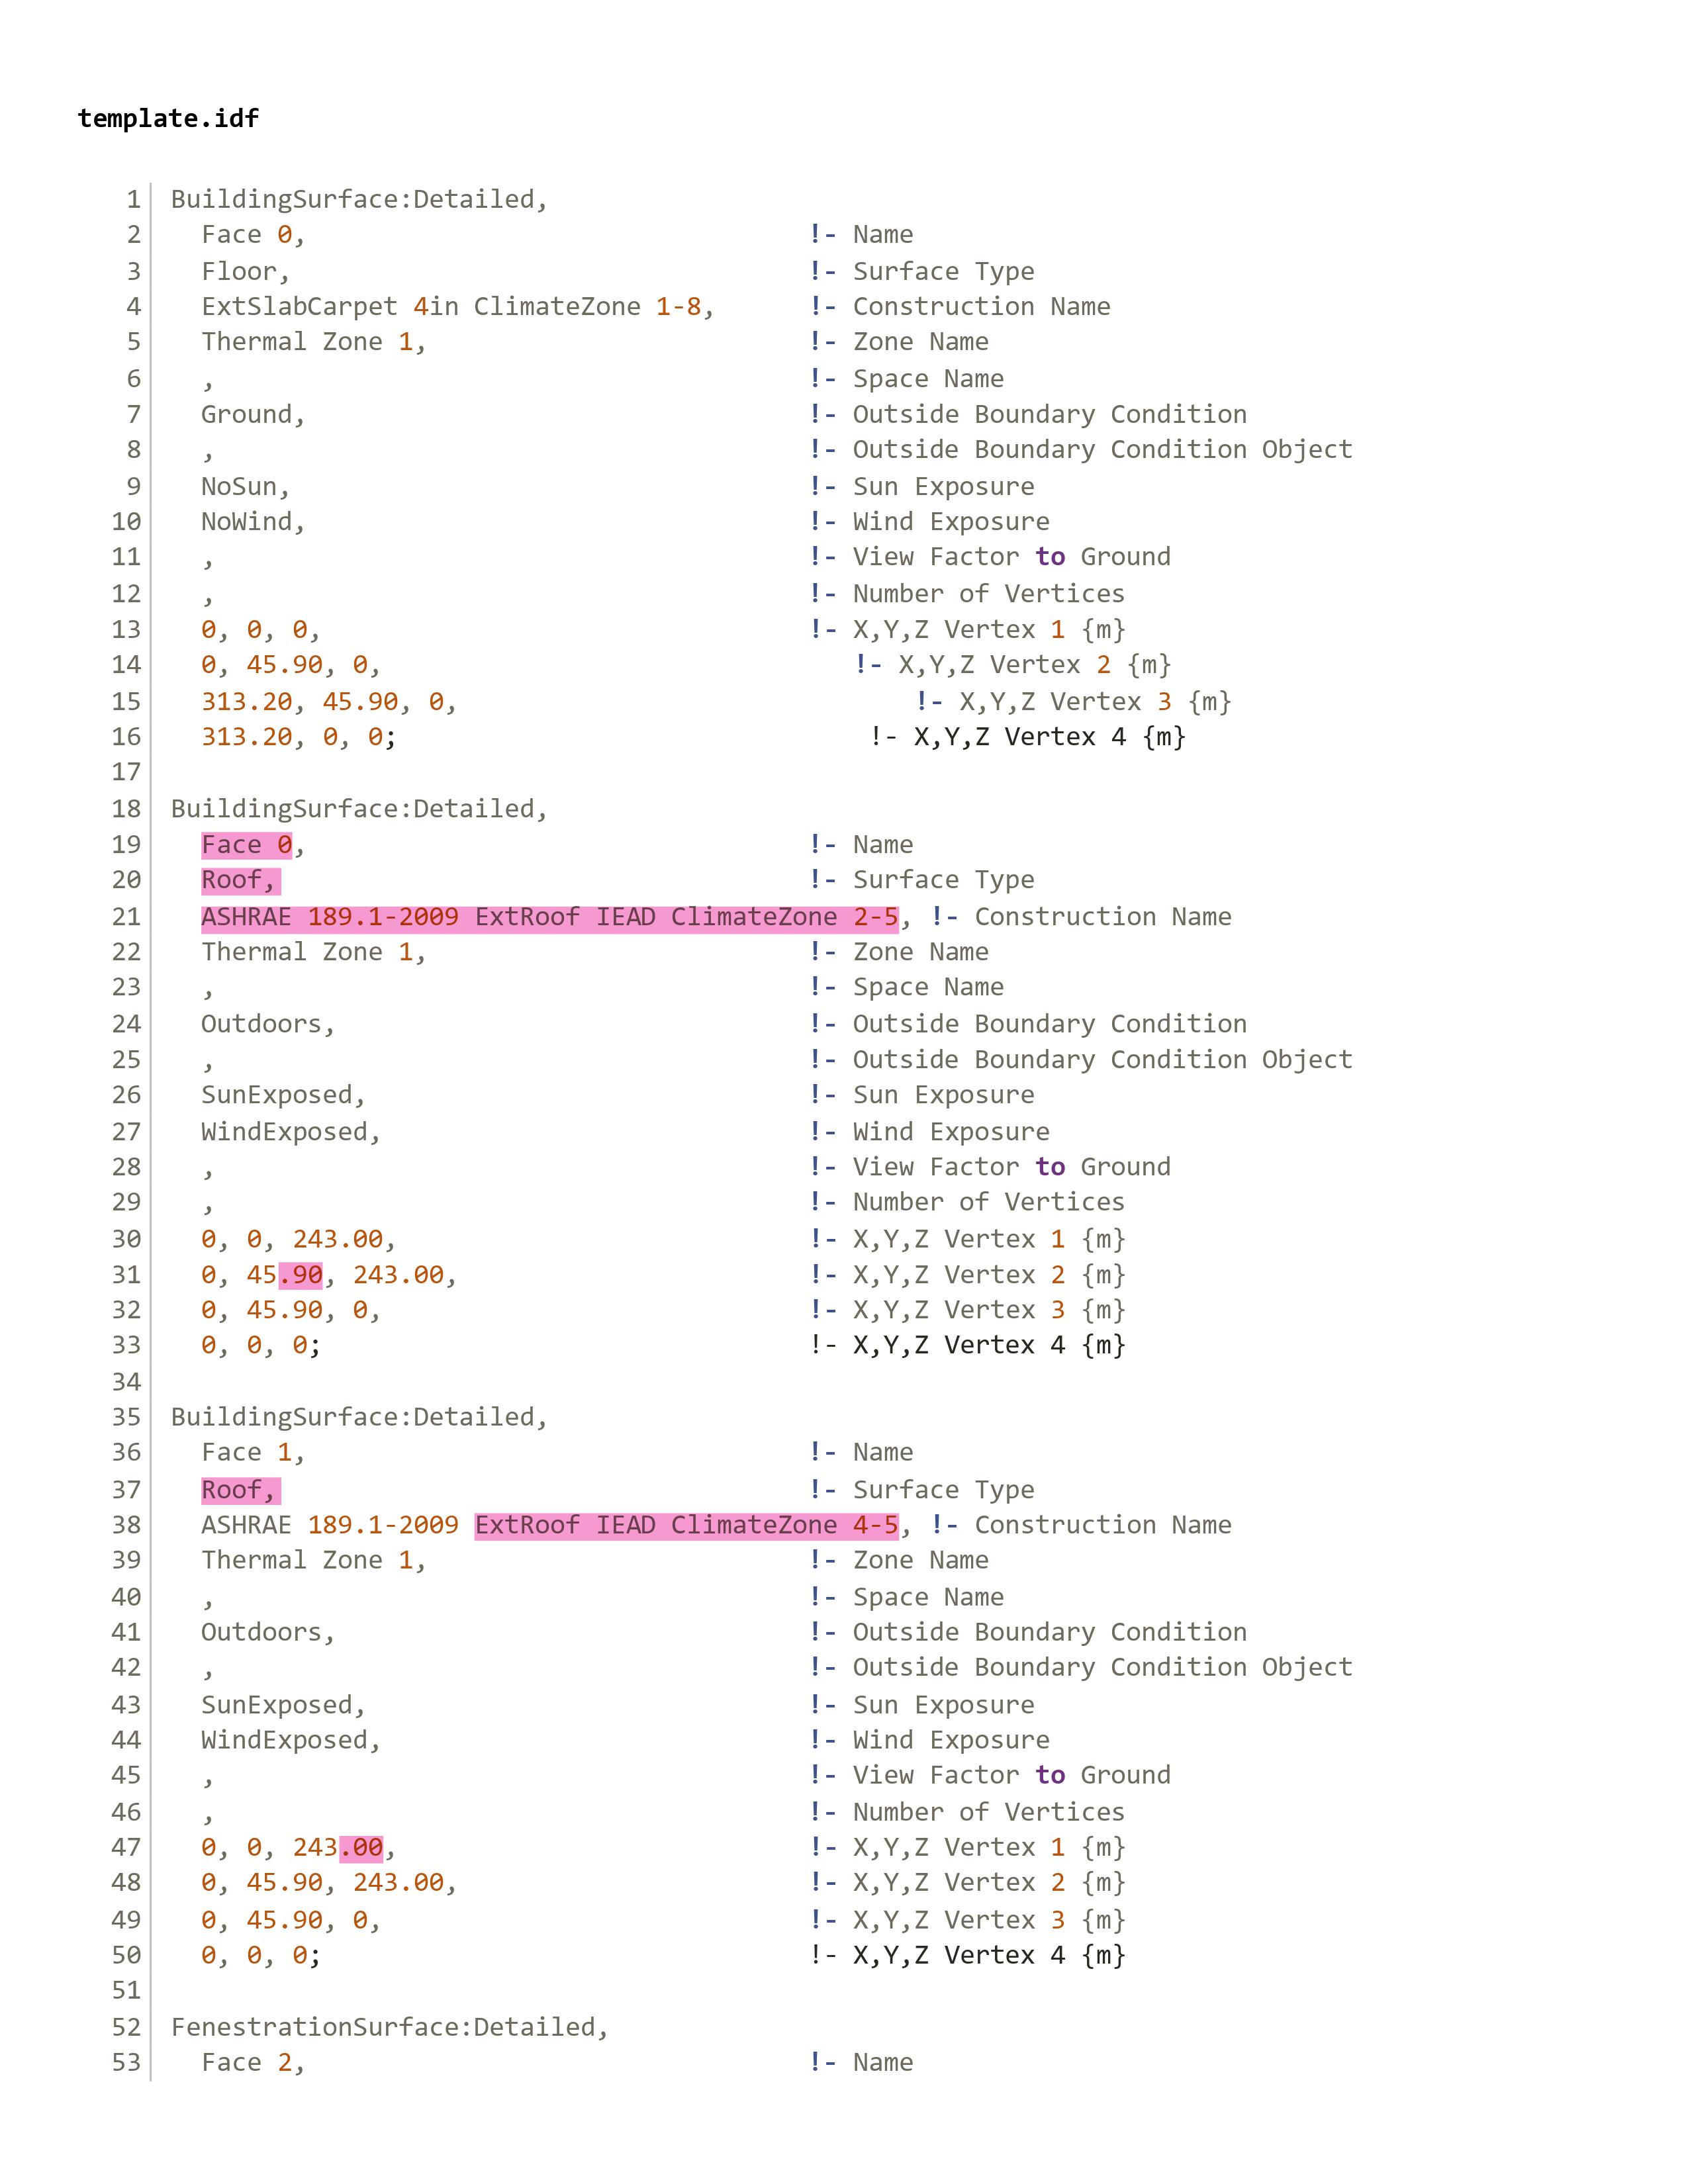 template.idf
1 BuildingSurface:Detailed,
2 Face 0, !- Name
3 Floor, !- Surface Type
4 ExtSlabCarpet 4in ClimateZone 1-8, !- Construction Name
5 Thermal Zone 1, !- Zone Name
6 , !- Space Name
7 Ground, !- Outside Boundary Condition
8 , !- Outside Boundary Condition Object
9 NoSun, !- Sun Exposure
10 NoWind, !- Wind Exposure
11 , !- View Factor to Ground
12 , !- Number of Vertices
13 0, 0, 0, !- X,Y,Z Vertex 1 {m}
14 0, 45.90, 0, !- X,Y,Z Vertex 2 {m}
15 313.20, 45.90, 0, !- X,Y,Z Vertex 3 {m}
16 313.20, 0, 0; !- X,Y,Z Vertex 4 {m}
17
18 BuildingSurface:Detailed,
19 Face 0, !- Name
20 Roof, !- Surface Type
21 ASHRAE 189.1-2009 ExtRoof IEAD ClimateZone 2-5, !- Construction Name
22 Thermal Zone 1, !- Zone Name
23 , !- Space Name
24 Outdoors, !- Outside Boundary Condition
25 , !- Outside Boundary Condition Object
26 SunExposed, !- Sun Exposure
27 WindExposed, !- Wind Exposure
28 , !- View Factor to Ground
29 , !- Number of Vertices
30 0, 0, 243.00, !- X,Y,Z Vertex 1 {m}
31 0, 45.90, 243.00, !- X,Y,Z Vertex 2 {m}
32 0, 45.90, 0, !- X,Y,Z Vertex 3 {m}
33 0, 0, 0; !- X,Y,Z Vertex 4 {m}
34
35 BuildingSurface:Detailed,
36 Face 1, !- Name
37 Roof, !- Surface Type
38 ASHRAE 189.1-2009 ExtRoof IEAD ClimateZone 4-5, !- Construction Name
39 Thermal Zone 1, !- Zone Name
40 , !- Space Name
41 Outdoors, !- Outside Boundary Condition
42 , !- Outside Boundary Condition Object
43 SunExposed, !- Sun Exposure
44 WindExposed, !- Wind Exposure
45 , !- View Factor to Ground
46 , !- Number of Vertices
47 0, 0, 243.00, !- X,Y,Z Vertex 1 {m}
48 0, 45.90, 243.00, !- X,Y,Z Vertex 2 {m}
49 0, 45.90, 0, !- X,Y,Z Vertex 3 {m}
50 0, 0, 0; !- X,Y,Z Vertex 4 {m}
51
52 FenestrationSurface:Detailed,
53 Face 2, !- Name